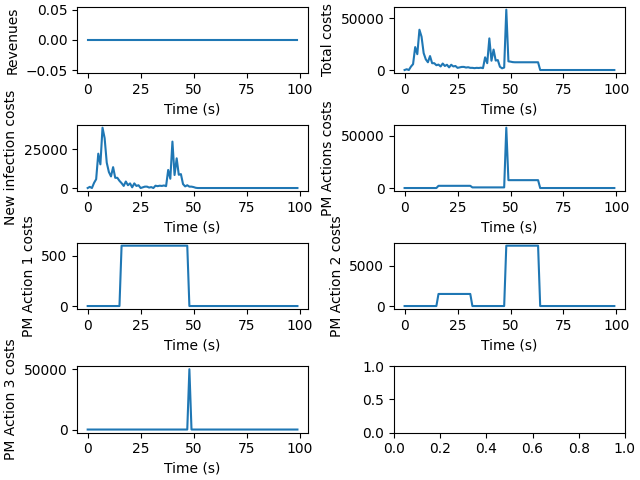 Revenues
0.05
0.00
−0.05
0 25 50 75 100
Time (s)
Total costs
50000
0
0 25 50 75 100
Time (s)
New infection costs
25000
0
0 25 50 75 100
Time (s)
PM Actions costs
50000
0
0 25 50 75 100
Time (s)
PM Action 1 costs
500
0
0 25 50 75 100
Time (s)
PM Action 2 costs
5000
0
0 25 50 75 100
Time (s)
PM Action 3 costs
50000
0
0 25 50 75 100
Time (s)
1.0
0.5
0.0
0.0 0.2 0.4 0.6 0.8 1.0